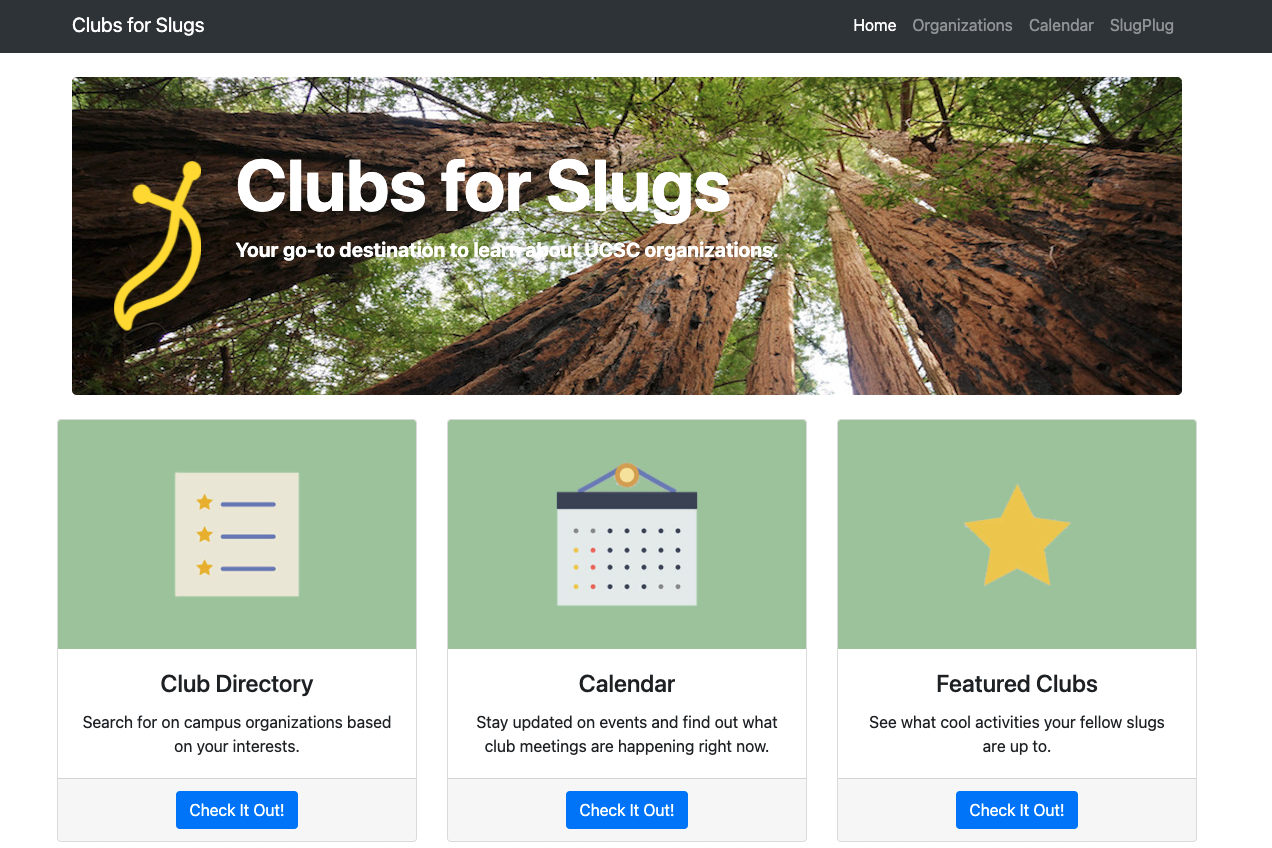 Clubs for Slugs
Home Organizations Calendar SlugPlug
Clubs for Slugs
Your go-to destination to learn about UCSC organizations.
Club Directory
Search for on campus organizations based
on your interests.
Check It Out!
Calendar
Stay updated on events and find out what
club meetings are happening right now.
Check It Out!
Featured Clubs
See what cool activities your fellow slugs
are up to.
Check It Out!